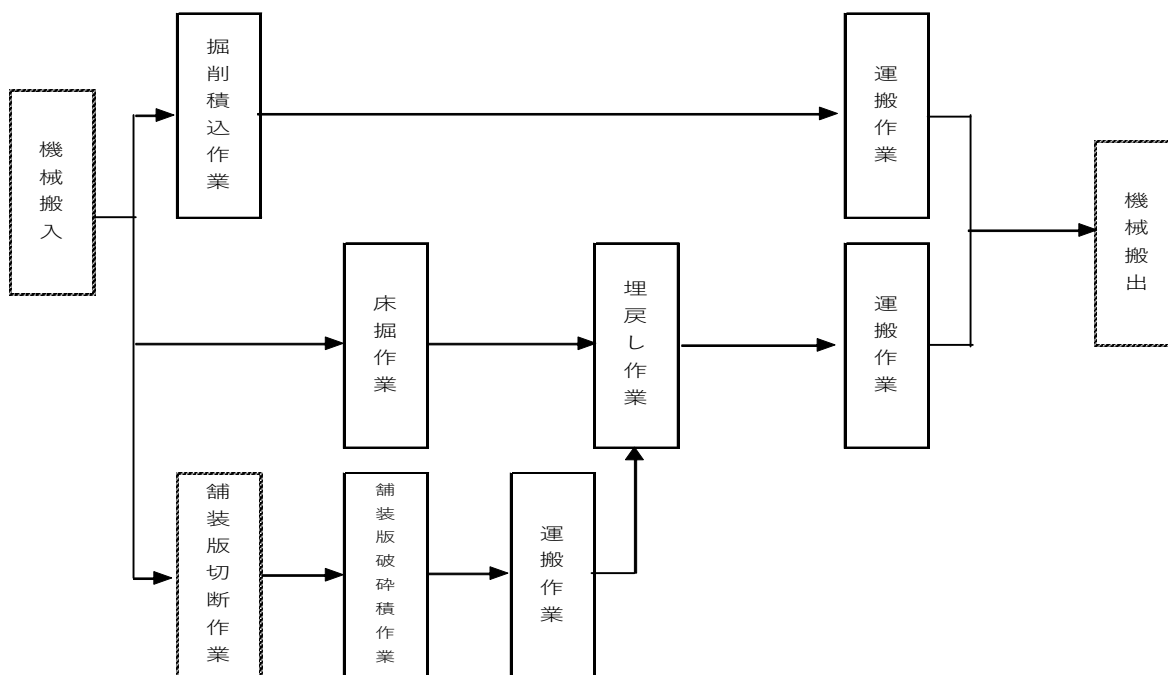 機械搬入
掘削積込作業
運搬作業
機械搬出
床掘作業
埋戻し作業
運搬作業
舗装版切断作業
舗装版破砕積作業
運搬作業